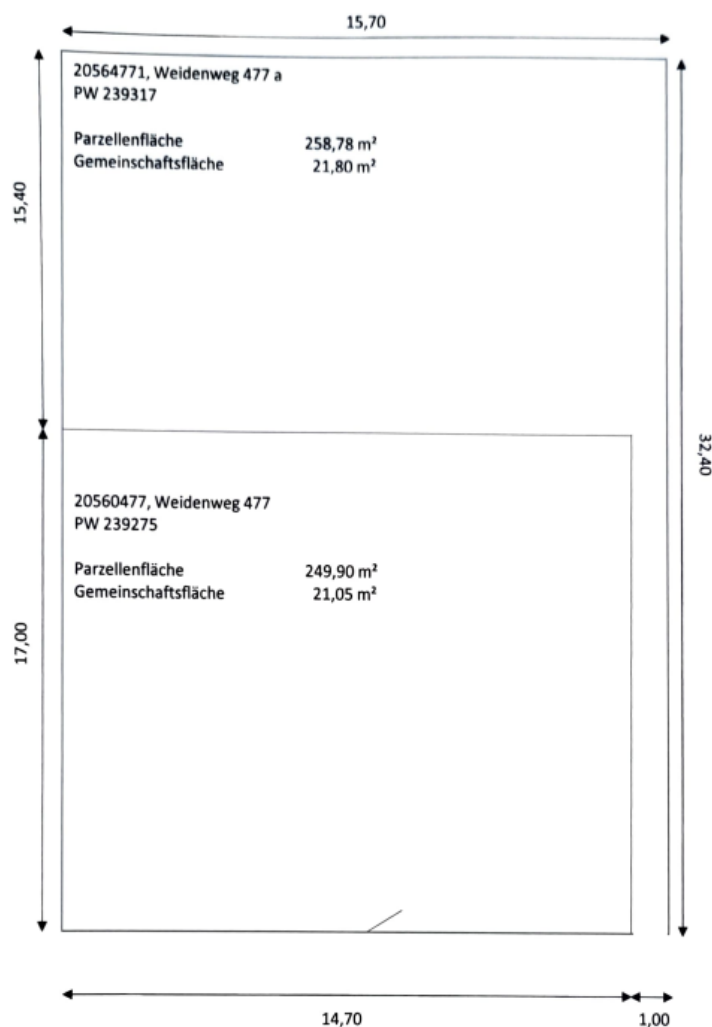 15,70
20564771, Weidenweg 477 a
PW 239317
Parzellenfläche 258,78 m²
Gemeinschaftsfläche 21,80 m²
15,40
32,40
20560477, Weidenweg 477
PW 239275
Parzellenfläche 249,90 m²
Gemeinschaftsfläche 21,05 m²
17,00
14,70 1,00